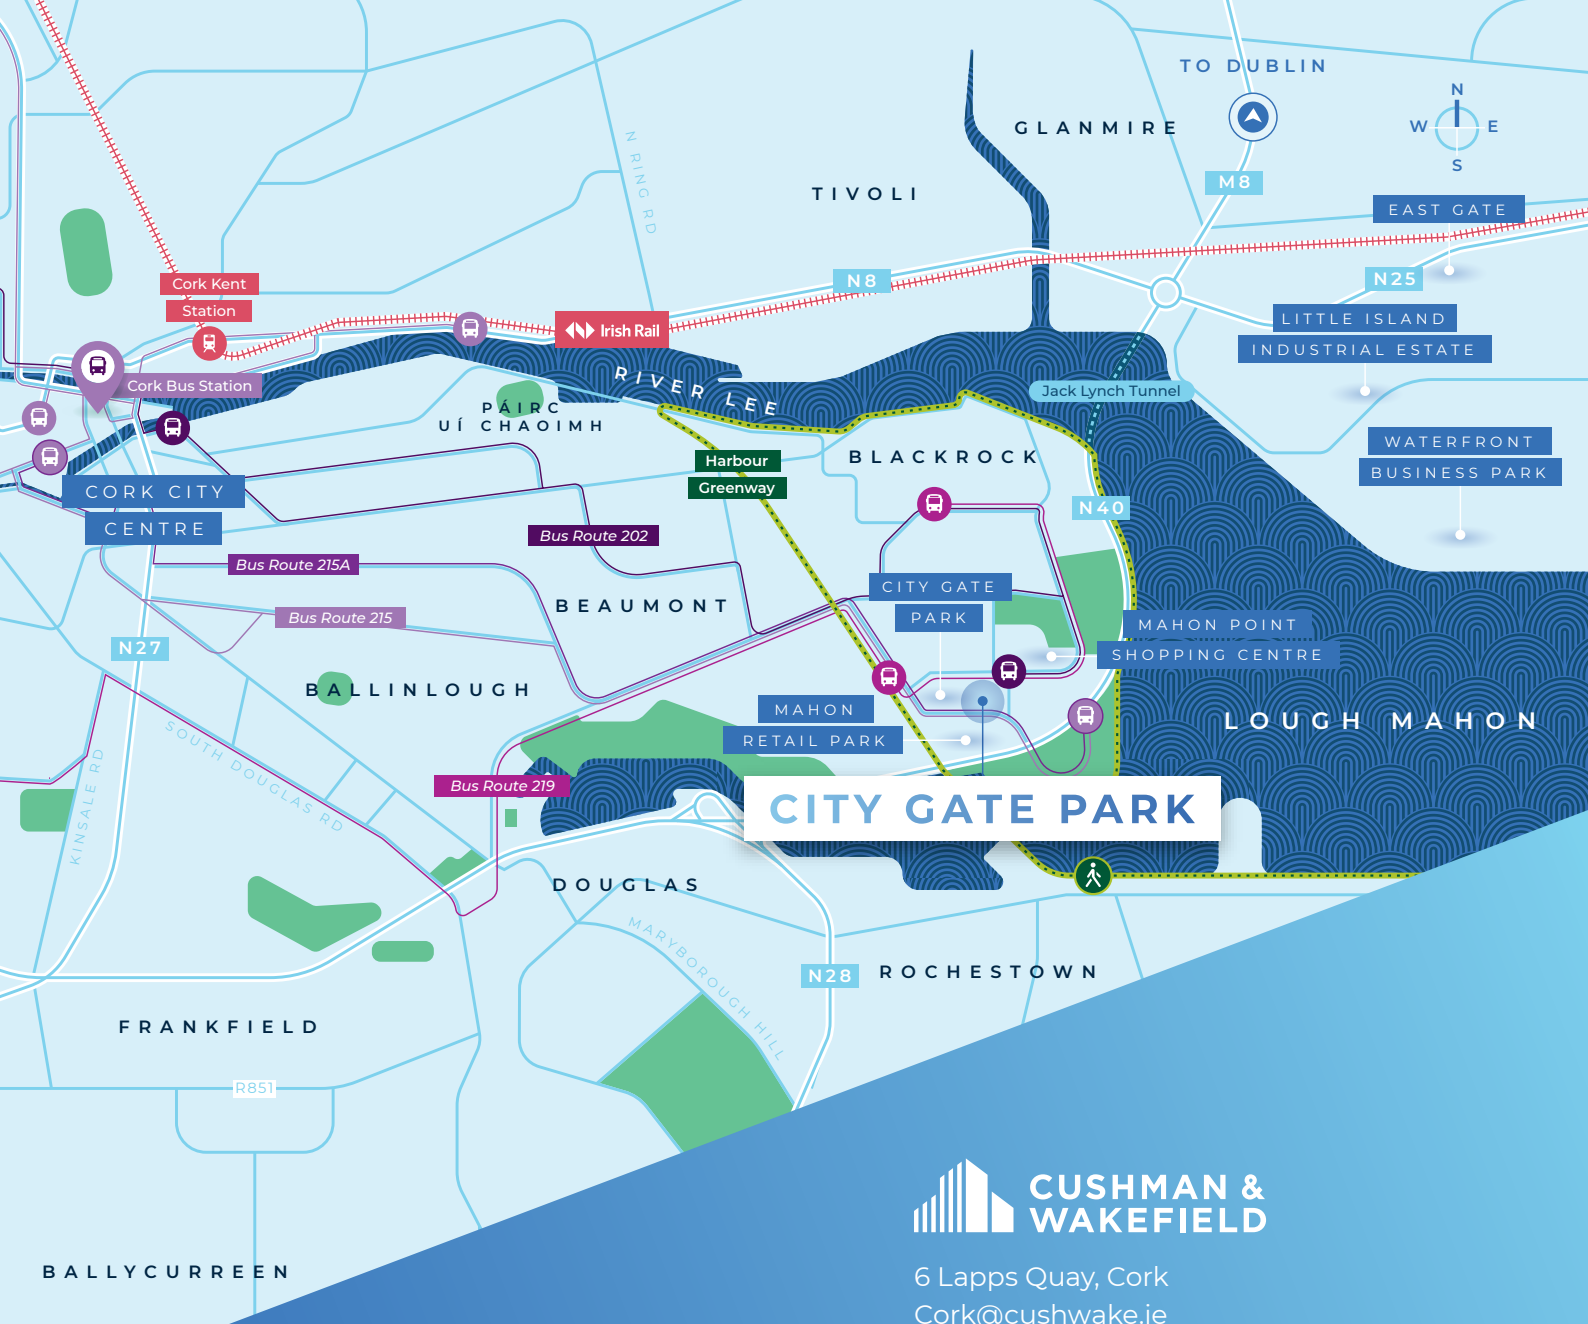 TO DUBLIN
N
W
E
S
GLANMIRE
M8
TIVOLI
N RING RD
EAST GATE
Cork Kent
Station
N8
N25
LITTLE ISLAND
INDUSTRIAL ESTATE
Irish Rail
Cork Bus Station
RIVER LEE
Jack Lynch Tunnel
PÁIRC
UÍ CHAOIMH
WATERFRONT
BUSINESS PARK
BLACKROCK
Harbour
Greenway
CORK CITY
CENTRE
N40
Bus Route 202
Bus Route 215A
CITY GATE
PARK
BEAUMONT
Bus Route 215
MAHON POINT
SHOPPING CENTRE
N27
BALLINLOUGH
MAHON
RETAIL PARK
LOUGH MAHON
SOUTH DOUGLAS RD
KINSALE RD
Bus Route 219
CITY GATE PARK
DOUGLAS
MARYBOROUGH HILL
N28
ROCHESTOWN
FRANKFIELD
R851
BALLYCURREEN
CUSHMAN &
WAKEFIELD
6 Lapps Quay, Cork
Cork@cushwake.ie